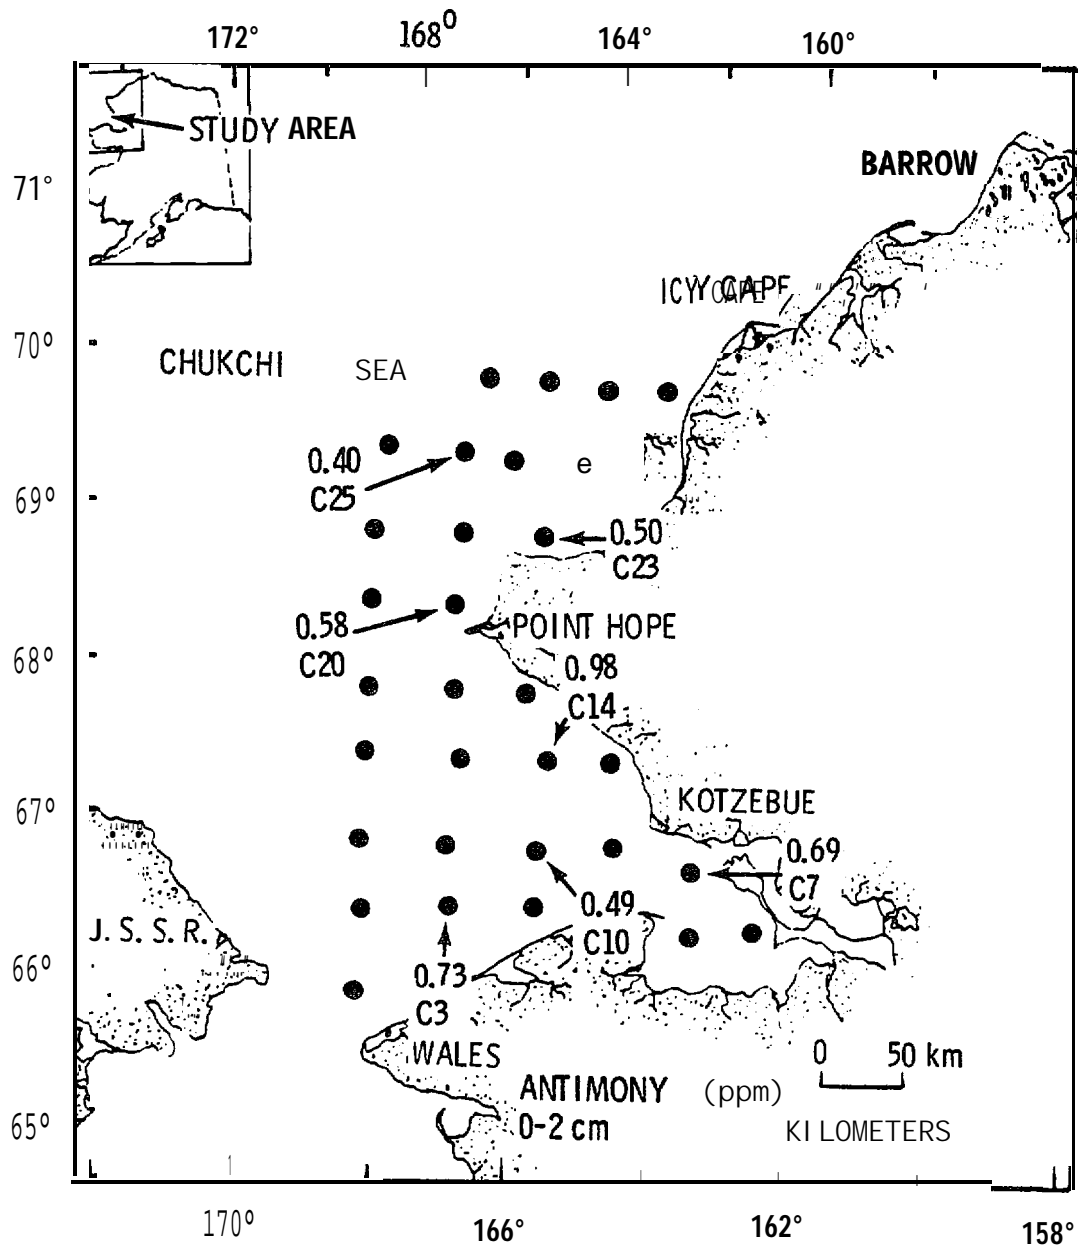 172° 168° 164° 160°
STUDY AREA
BARROW
71°
ICY CAPE
70°
CHUKCHI SEA
0.40
C25
e
69°
0.50
C23
0.58
C20
POINT HOPE
68°
0.98
C14
67°
KOTZEBUE
0.69
C7
J. S. S. R.
0.49
C10
66°
0.73
C3
WALES
0 50 km
ANTIMONY (ppm)
0-2 cm
KILOMETERS
65°
170° 166° 162° 158°